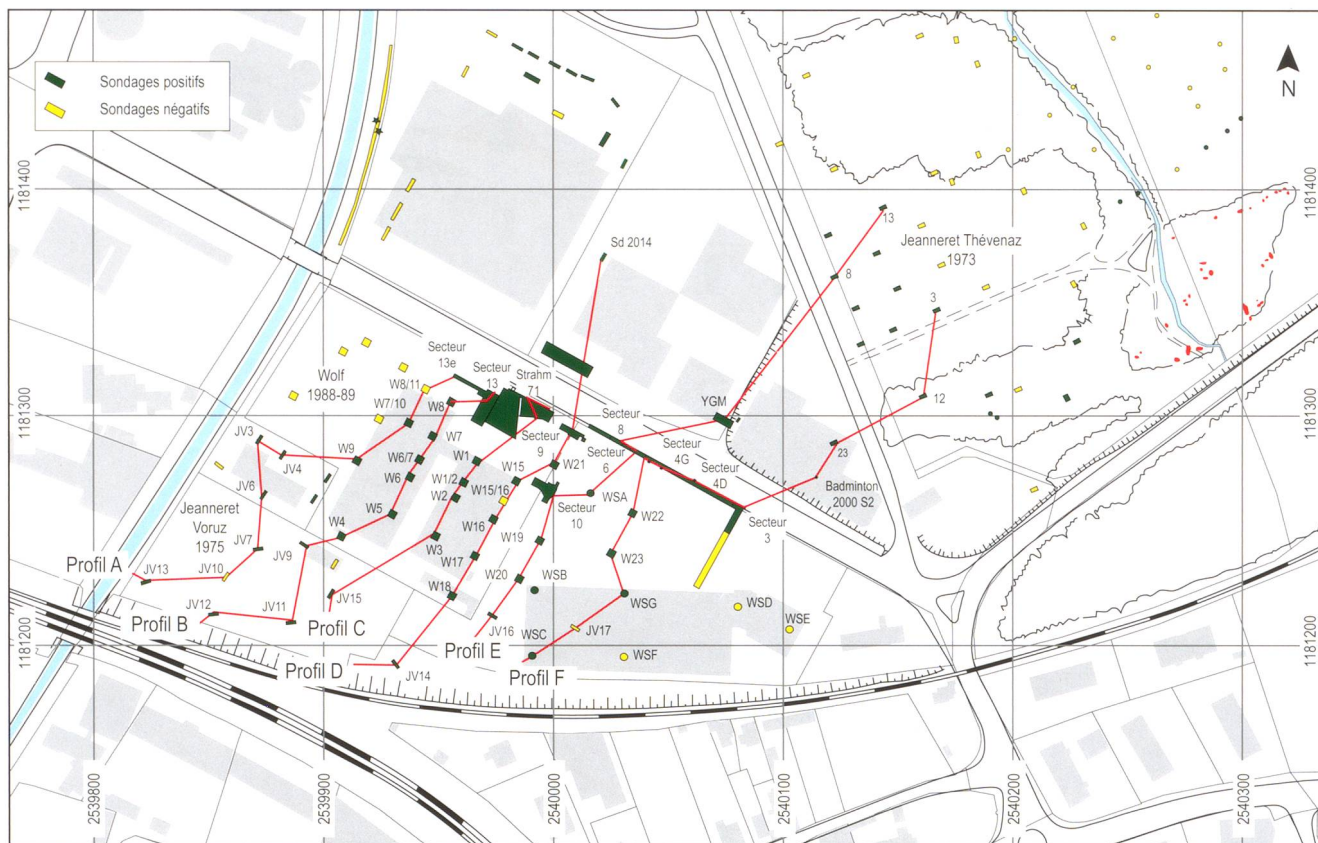 Sondages positifs
Sondages négatifs
N
1181400
1181400
Sd 2014
13
Jeanneret Thévenaz
1973
8
3
Secteur
13e
Secteur
13
Strahm
71
Wolf
1988-89
W8/11
W7/10
W8
YGM
1181300
1181300
Secteur
8
12
JV3
JV4
W9
W7
W6/7
W6
W1
W1/2
W2
Secteur
9
W15
W15/16
W21
Secteur
6
Secteur
4G
Secteur
4D
23
Badminton
2000 S2
JV6
Jeanneret
Voruz
1975
W5
WSA
Secteur
10
W22
Secteur
3
JV7
JV9
W4
W3
W16
W17
W19
W23
Profil A
JV13
JV10
W18
W20
WSB
WSG
WSD
WSE
JV12
Profil B
JV11
JV15
Profil C
JV16
Profil E
JV17
WSC
WSF
1181200
1181200
Profil D
JV14
Profil F
2539800
2539900
2540000
2540100
2540200
2540300